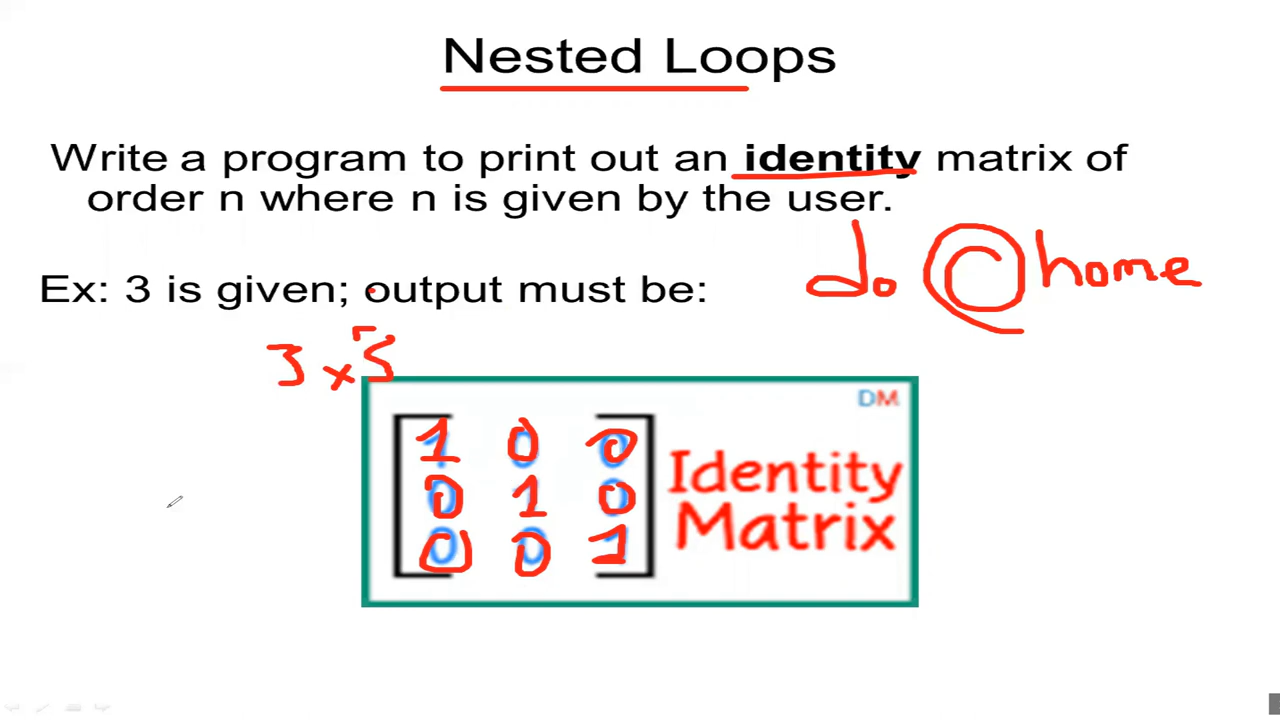 Nested Loops
Write a program to print out an identity matrix of
order n where n is given by the user.
do @ home
Ex: 3 is given; output must be:
3 x 3
DM
1 0 0
0 1 0
0 0 1
Identity
Matrix